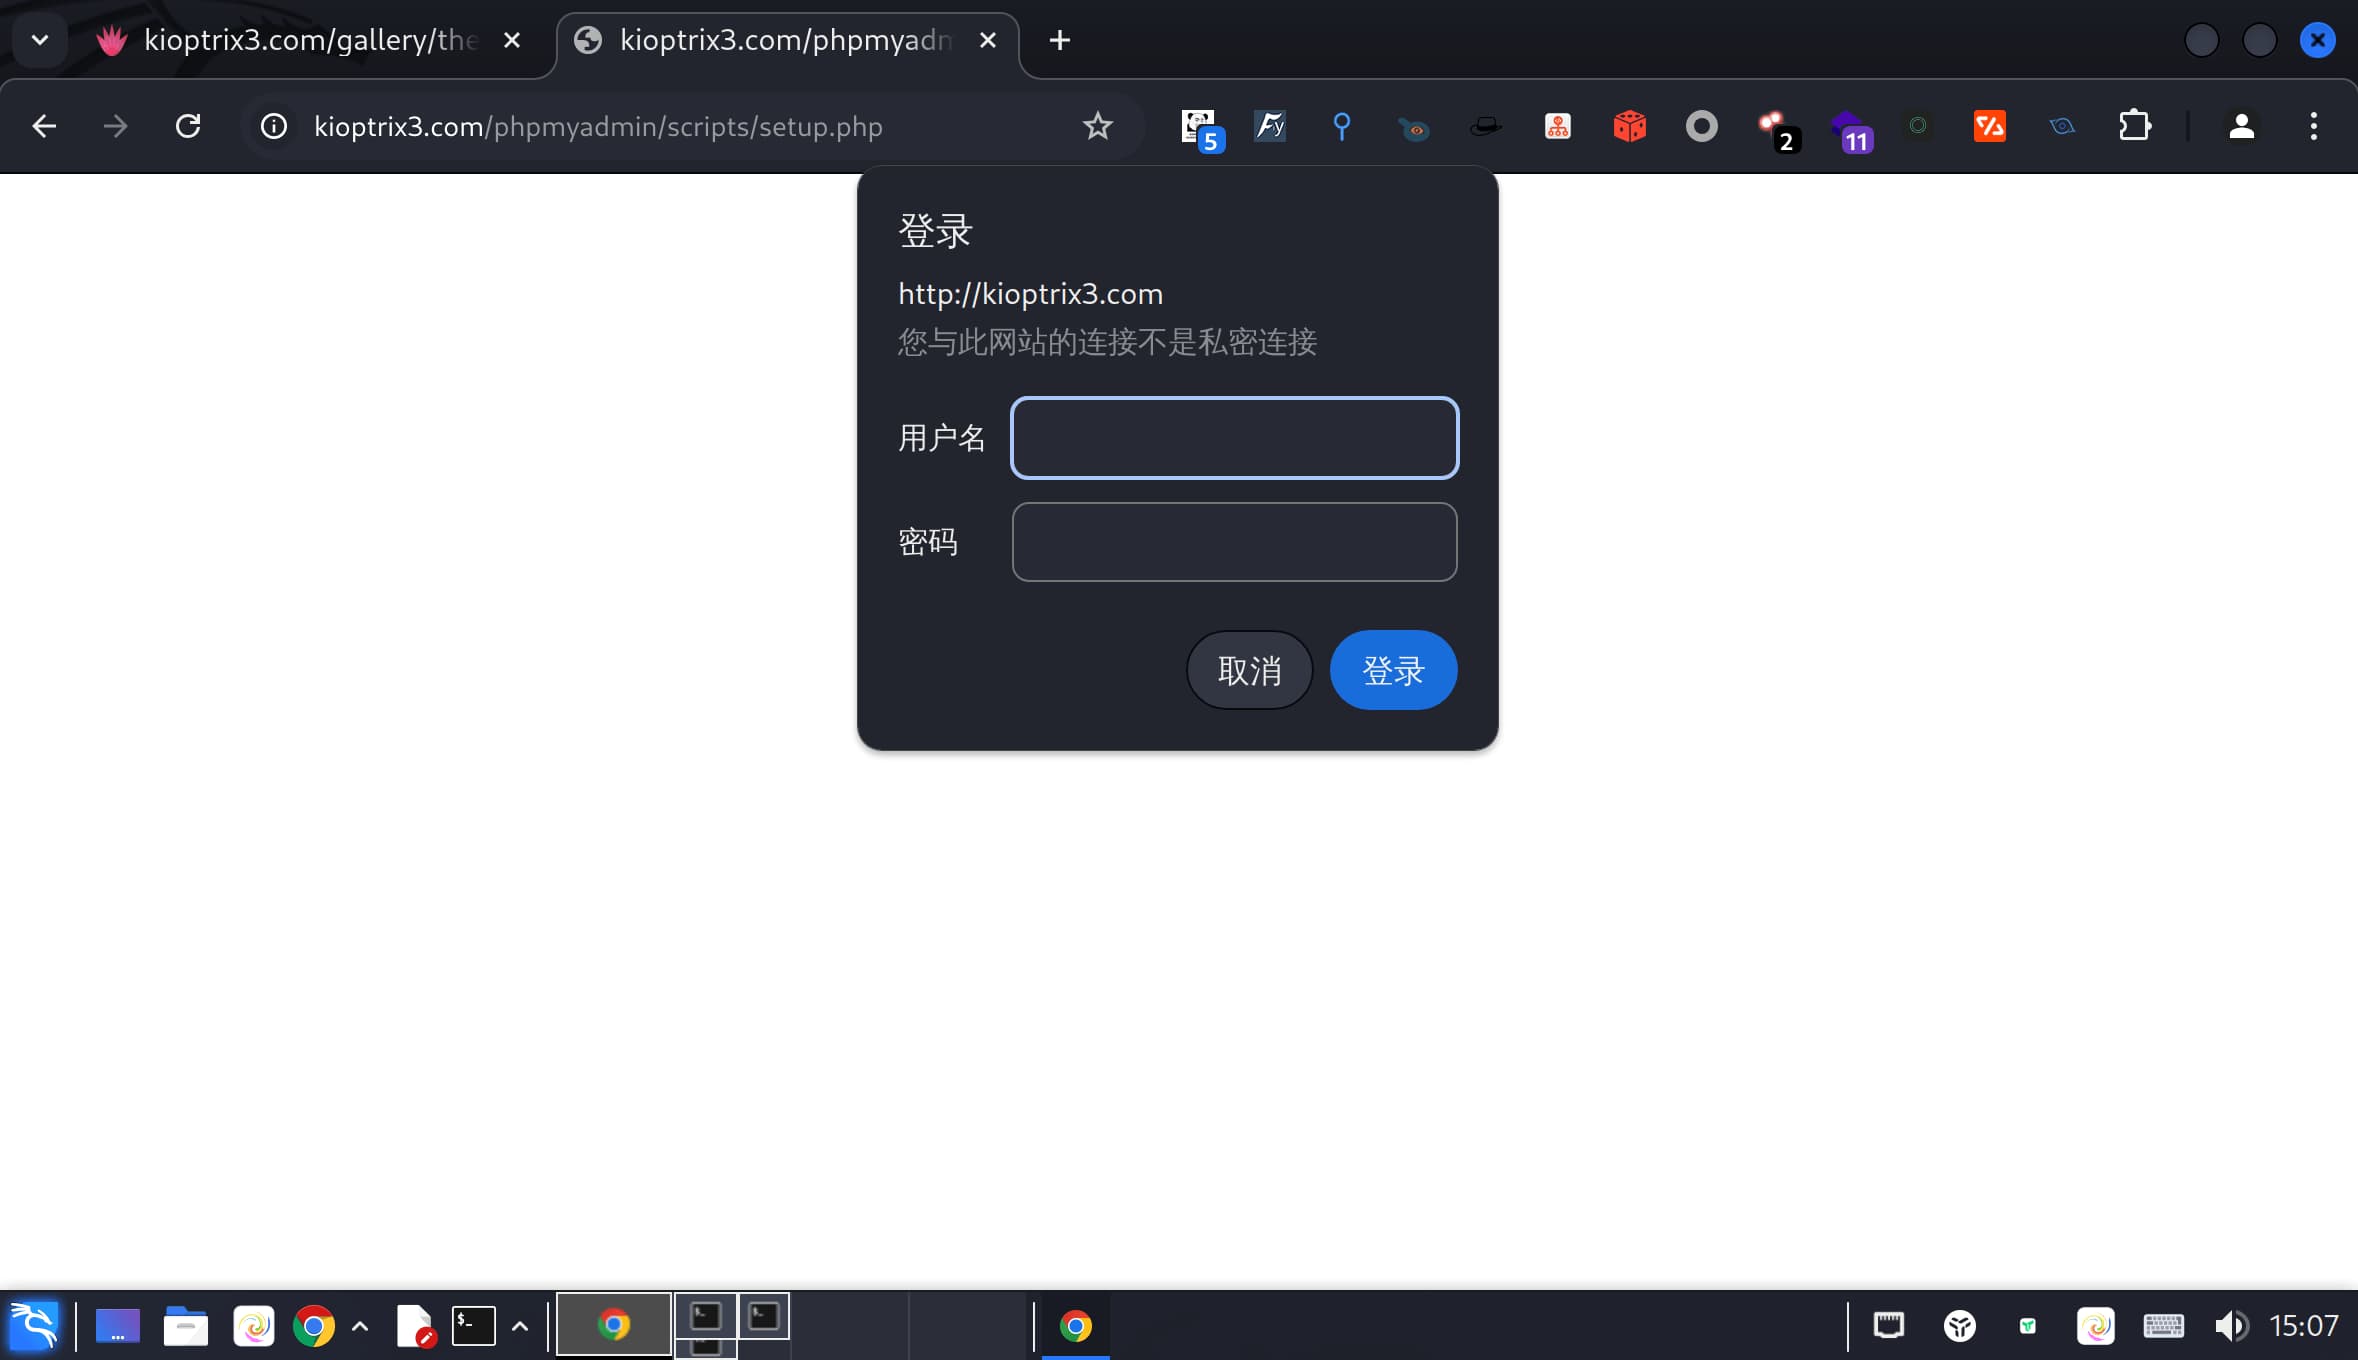 kioptrix3.com/gallery/the
kioptrix3.com/phpmyadm
kioptrix3.com/phpmyadmin/scripts/setup.php
5
Fy
2
11
登录
http://kioptrix3.com
您与此网站的连接不是私密连接
用户名
密码
取消
登录
$_
15:07